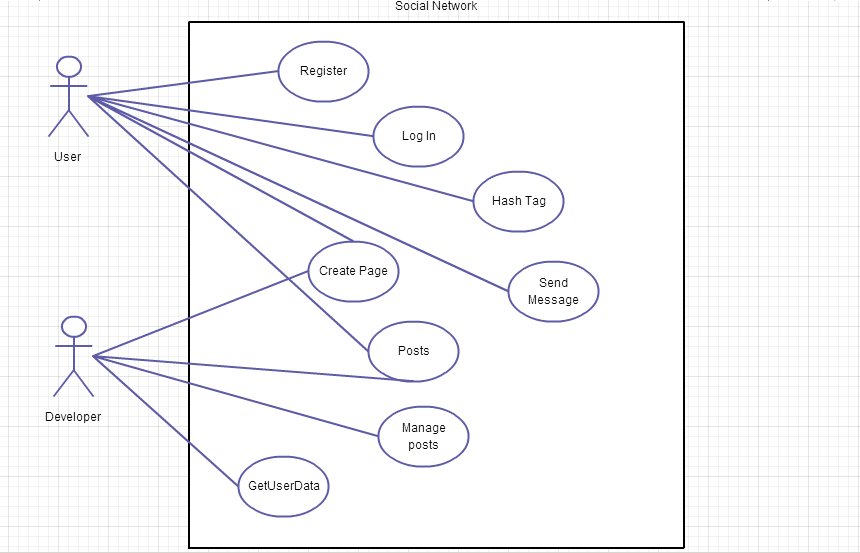 Social Network
Register
Log In
User
Hash Tag
Create Page
Send
Message
Posts
Developer
Manage
posts
GetUserData